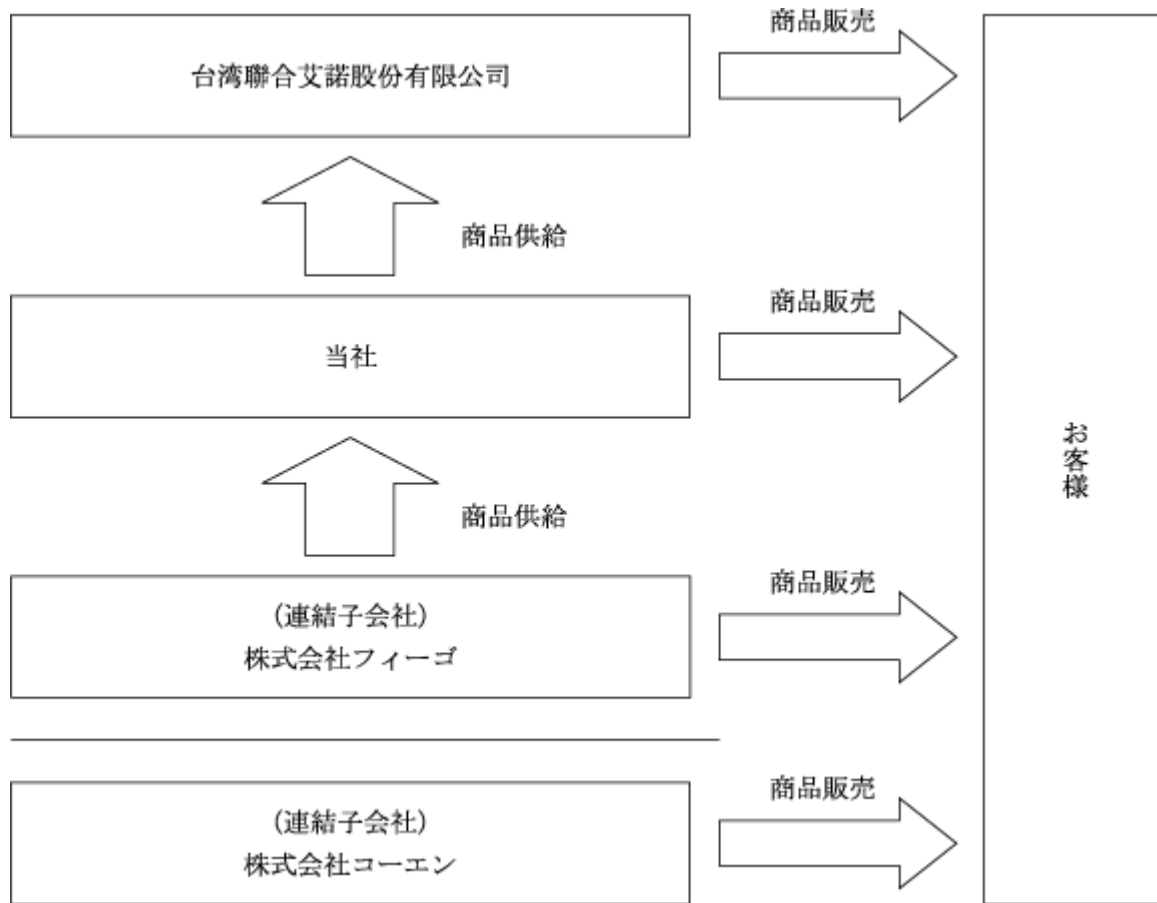 商品販売
台湾聯合艾諾股份有限公司
商品供給
商品販売
当社
お客様
商品供給
商品販売
(連結子会社)
株式会社フィーゴ
商品販売
(連結子会社)
株式会社コーエン